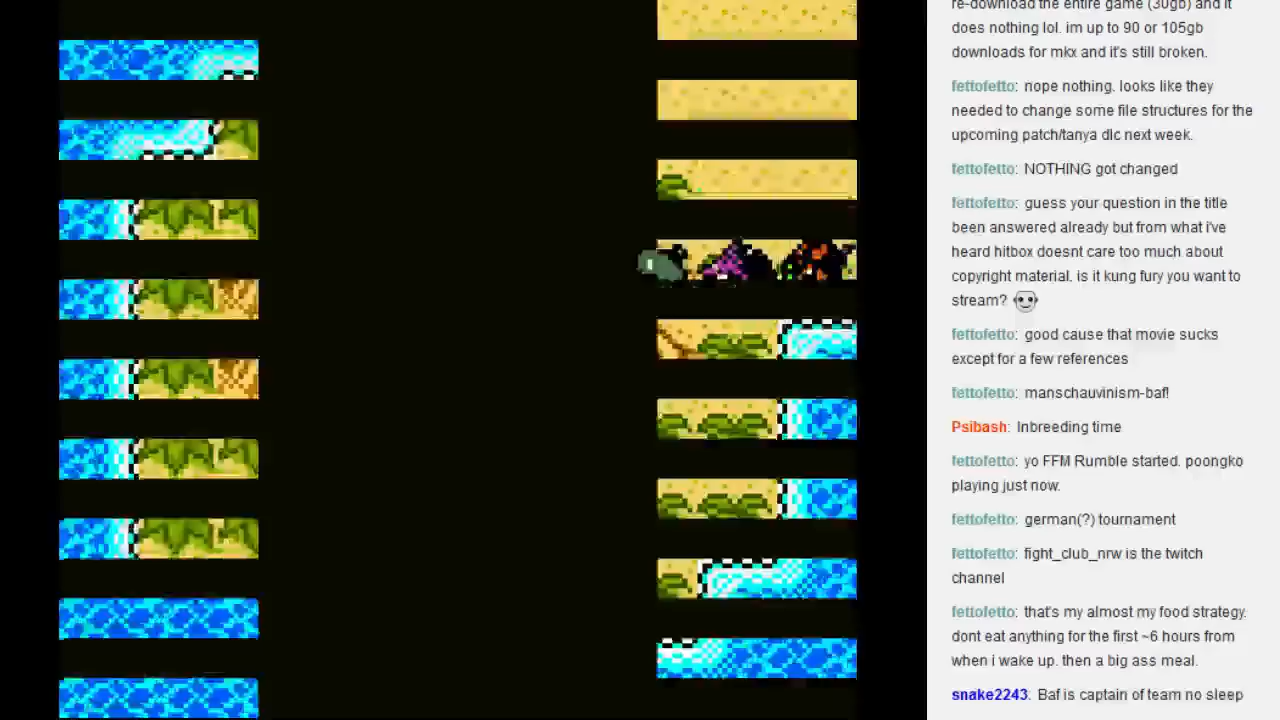 re-download the entire game (30gb) and it
does nothing lol. im up to 90 or 105gb
downloads for mkx and it's still broken.
fettofetto: nope nothing. looks like they
needed to change some file structures for the
upcoming patch/tanya dlc next week.
fettofetto: NOTHING got changed
fettofetto: guess your question in the title
been answered already but from what i've
heard hitbox doesnt care too much about
copyright material. is it kung fury you want to
stream?
fettofetto: good cause that movie sucks
except for a few references
fettofetto: manschauvinism-baf!
Psibash: Inbreeding time
fettofetto: yo FFM Rumble started. poongko
playing just now.
fettofetto: german(?) tournament
fettofetto: fight_club_nrw is the twitch
channel
fettofetto: that's my almost my food strategy.
dont eat anything for the first ~6 hours from
when i wake up. then a big ass meal.
snake2243: Baf is captain of team no sleep